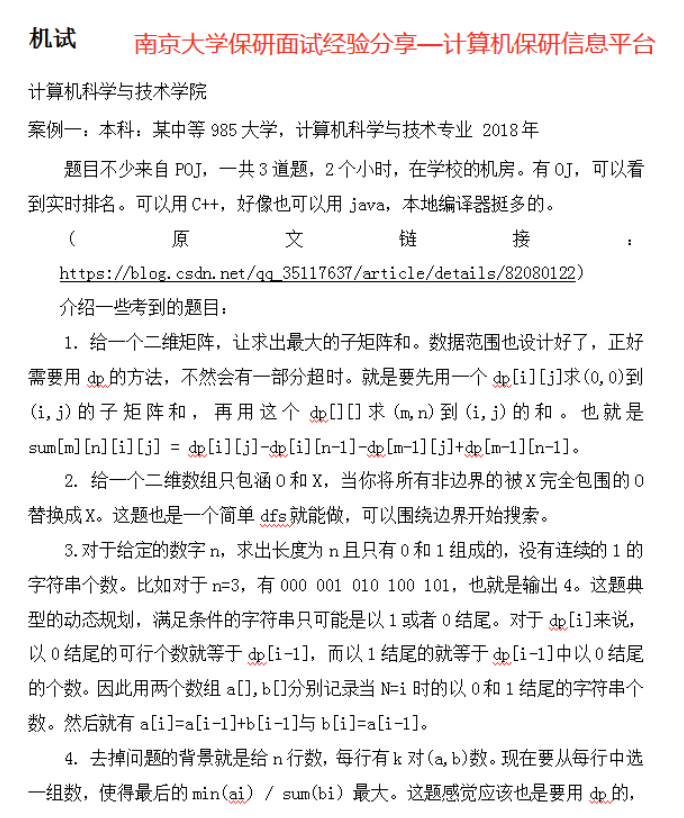 机试
南京大学保研面试经验分享—计算机保研信息平台
计算机科学与技术学院
案例一：本科：某中等 985 大学，计算机科学与技术专业 2018 年
题目不少来自 POJ，一共 3 道题，2 个小时，在学校的机房。有 OJ，可以看
到实时排名。可以用 C++，好像也可以用 java，本地编译器挺多的。
（ 原 文 链 接 ：
https://blog.csdn.net/qq_35117637/article/details/82080122)
介绍一些考到的题目：
1. 给一个二维矩阵，让求出最大的子矩阵和。数据范围也设计好了，正好
需要用 dp 的方法，不然会有一部分超时。就是要先用一个 dp[i][j]求(0,0)到
(i,j)的子矩阵和，再用这个 dp[][]求(m,n)到(i,j)的和。也就是
sum[m][n][i][j] = dp[i][j]-dp[i][n-1]-dp[m-1][j]+dp[m-1][n-1]。
2. 给一个二维数组只包涵 O 和 X，当你将所有非边界的被 X 完全包围的 O
替换成 X。这题也是一个简单 dfs 就能做，可以围绕边界开始搜索。
3.对于给定的数字 n，求出长度为 n 且只有 0 和 1 组成的，没有连续的 1 的
字符串个数。比如对于 n=3，有 000 001 010 100 101，也就是输出 4。这题典
型的动态规划，满足条件的字符串只可能是以 1 或者 0 结尾。对于 dp[i]来说，
以 0 结尾的可行个数就等于 dp[i-1]，而以 1 结尾的就等于 dp[i-1]中以 0 结尾
的个数。因此用两个数组 a[],b[]分别记录当 N=i 时的以 0 和 1 结尾的字符串个
数。然后就有 a[i]=a[i-1]+b[i-1]与 b[i]=a[i-1]。
4. 去掉问题的背景就是给 n 行数，每行有 k 对(a,b)数。现在要从每行中选
一组数，使得最后的 min(ai) / sum(bi) 最大。这题感觉应该也是要用 dp 的，